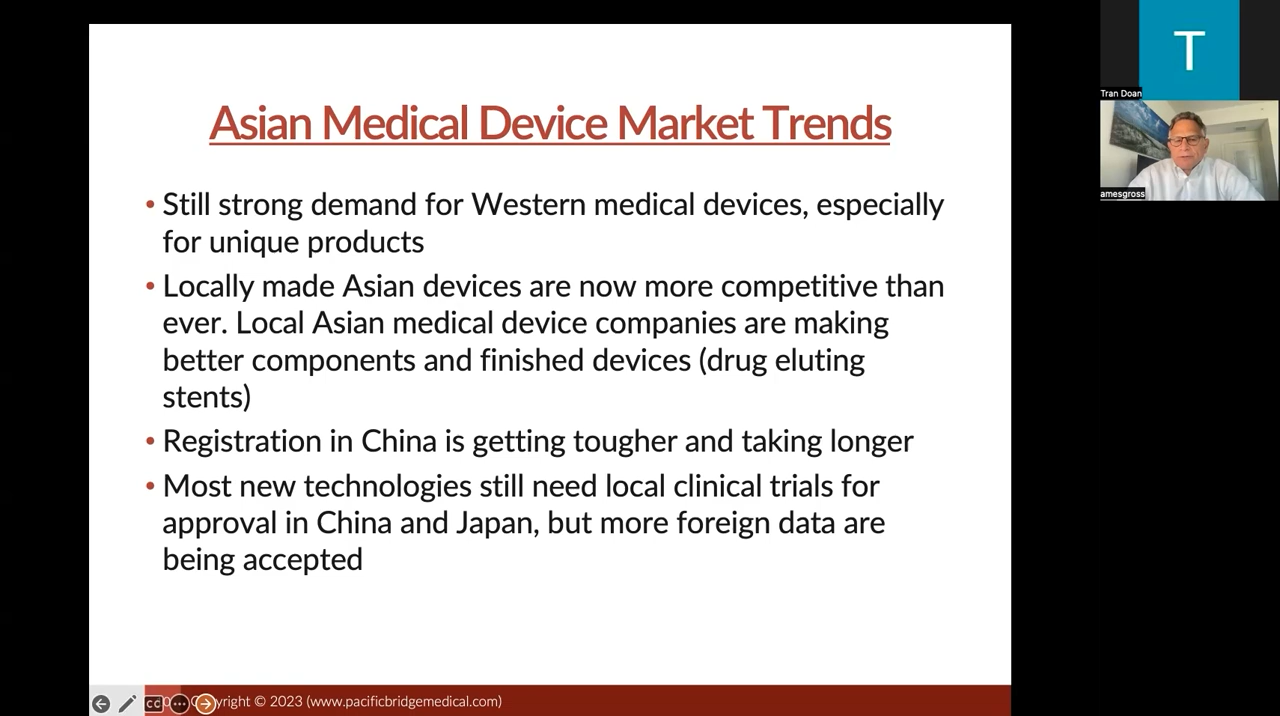 Asian Medical Device Market Trends
• Still strong demand for Western medical devices, especially
for unique products
• Locally made Asian devices are now more competitive than
ever. Local Asian medical device companies are making
better components and finished devices (drug eluting
stents)
• Registration in China is getting tougher and taking longer
• Most new technologies still need local clinical trials for
approval in China and Japan, but more foreign data are
being accepted
yright © 2023 (www.pacificbridgemedical.com)
CC
T
Tran Doan
amesgross